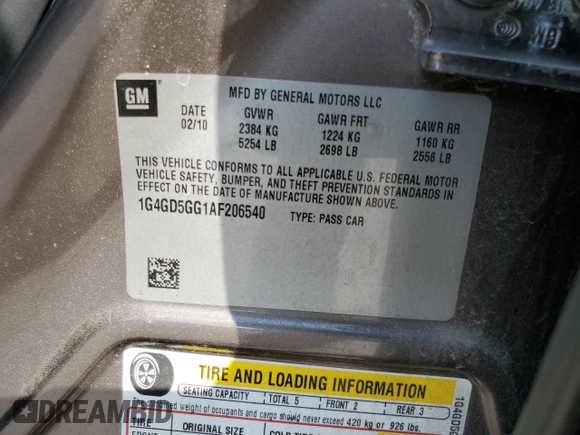 GM
MFD BY GENERAL MOTORS LLC
DATE GVWR GAWR FRT GAWR RR
02/10 2384 KG 1224 KG 1160 KG
5254 LB 2698 LB 2556 LB
THIS VEHICLE CONFORMS TO ALL APPLICABLE U.S. FEDERAL MOTOR
VEHICLE SAFETY, BUMPER, AND THEFT PREVENTION STANDARDS IN
EFFECT ON THE DATE OF MANUFACTURE SHOWN ABOVE.
1G4GD5GG1AF206540 TYPE: PASS CAR
TIRE AND LOADING INFORMATION
SEATING CAPACITY TOTAL 5 FRONT 2 REAR 3
weight of occupants and cargo should never exceed 420 kg or 926 lbs.
TIRE ORIGINAL SIZE
1G4GD5
DREAMBID